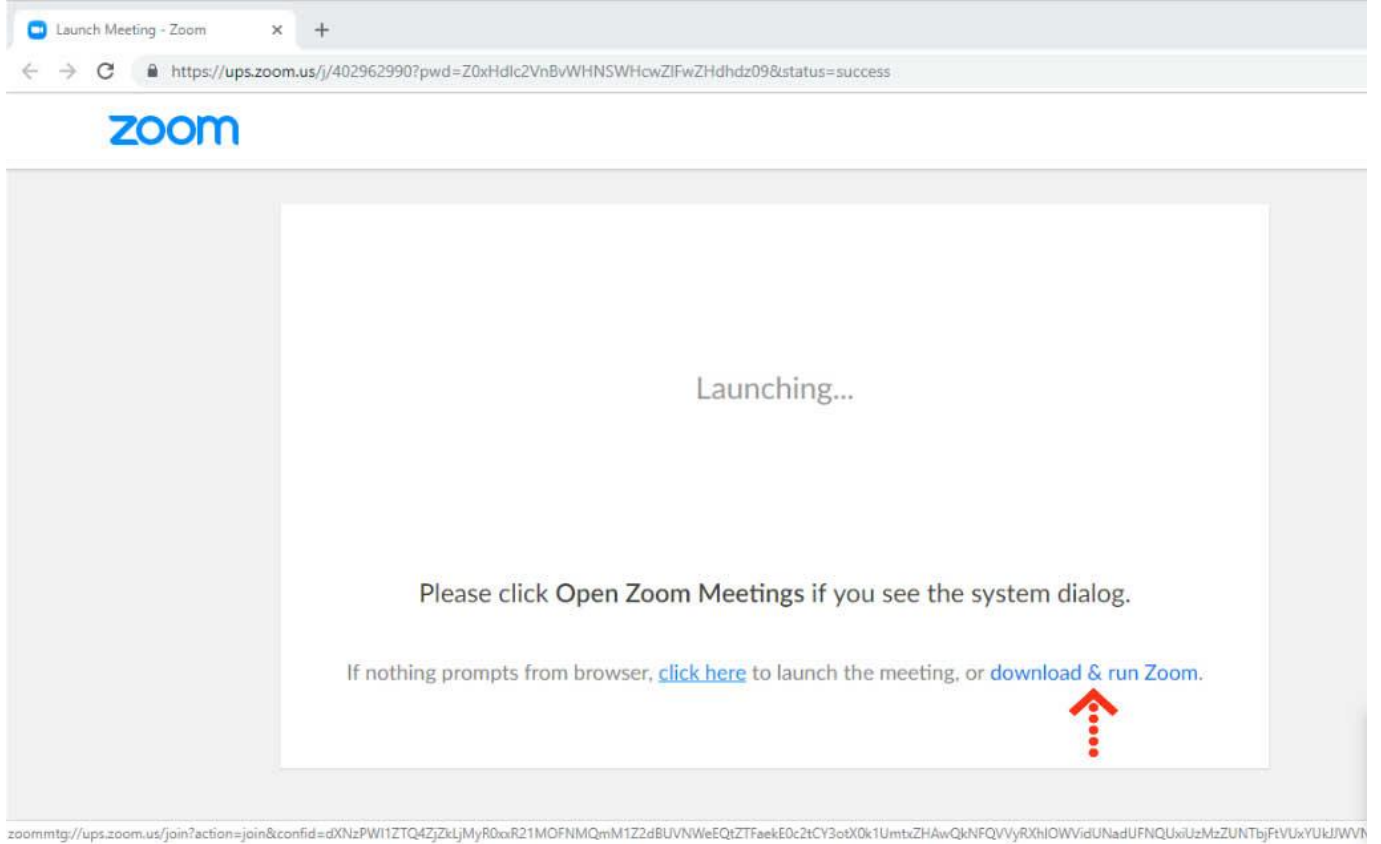 Launch Meeting - Zoom
https://ups.zoom.us/j/402962990?pwd=Z0xHdlc2VnBvWHNSWHcwZlFwZHdhdz09&status=success
zoom
Launching...
Please click Open Zoom Meetings if you see the system dialog.
If nothing prompts from browser, click here to launch the meeting, or download & run Zoom.